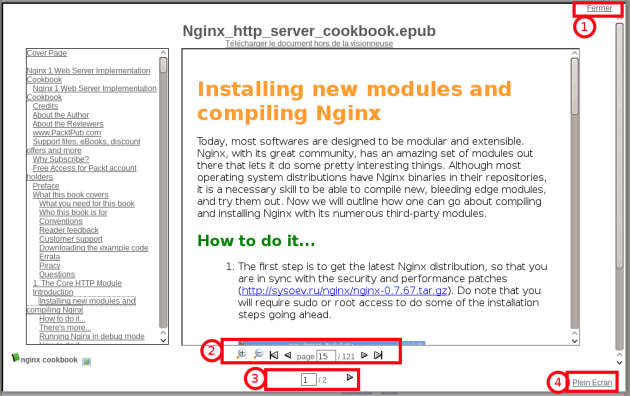 Fermer
1
Nginx_http_server_cookbook.epub
Télécharger le document hors de la visionneuse
Cover Page
Nginx 1 Web Server Implementation
Cookbook
Nginx 1 Web Server Implementation
Cookbook
Credits
About the Author
About the Reviewers
www.PacktPub.com
Support files, eBooks, discount
offers and more
Why Subscribe?
Free Access for Packt account
holders
Preface
What this book covers
What you need for this book
Who this book is for
Conventions
Reader feedback
Customer support
Downloading the example code
Errata
Piracy
Questions
1. The Core HTTP Module
Introduction
Installing new modules and
compiling Nginx
How to do it...
There's more...
Running Nginx in debug mode
Installing new modules and
compiling Nginx
Today, most softwares are designed to be modular and extensible.
Nginx, with its great community, has an amazing set of modules out
there that lets it do some pretty interesting things. Although most
operating system distributions have Nginx binaries in their repositories,
it is a necessary skill to be able to compile new, bleeding edge modules,
and try them out. Now we will outline how one can go about compiling
and installing Nginx with its numerous third-party modules.
How to do it...
1. The first step is to get the latest Nginx distribution, so that you
are in sync with the security and performance patches
(http://sysoev.ru/nginx/nginx-0.7.67.tar.gz). Do note that you
will require sudo or root access to do some of the installation
steps going ahead.
2
page 15 / 121
nginx cookbook
3
1 / 2
4
Plein Ecran